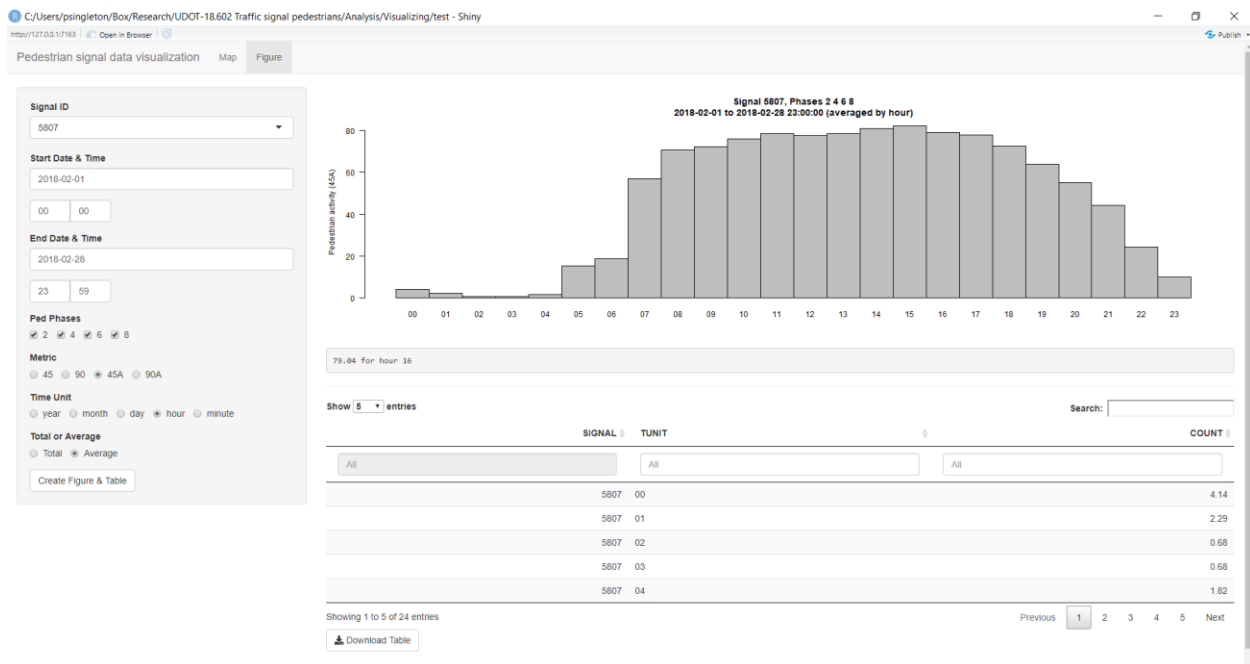 C:/Users/psingleton/Box/Research/UDOT-18.602 Traffic signal pedestrians/Analysis/Visualizing/test - Shiny
http://127.0.0.1:7163 Open in Browser Publish
Pedestrian signal data visualization Map Figure
Signal ID
5807
Start Date & Time
2018-02-01
00 00
End Date & Time
2018-02-28
23 59
Ped Phases
2 4 6 8
Metric
45 90 45A 90A
Time Unit
year month day hour minute
Total or Average
Total Average
Create Figure & Table
Signal 5807, Phases 2 4 6 8
2018-02-01 to 2018-02-28 23:00:00 (averaged by hour)
Pedestrian activity (45A)
80
60
40
20
0
00 01 02 03 04 05 06 07 08 09 10 11 12 13 14 15 16 17 18 19 20 21 22 23
79.04 for hour 16
Show 5 entries Search:
SIGNAL TUNIT COUNT
All All All
5807 00 4.14
5807 01 2.29
5807 02 0.68
5807 03 0.68
5807 04 1.82
Showing 1 to 5 of 24 entries Previous 1 2 3 4 5 Next
Download Table